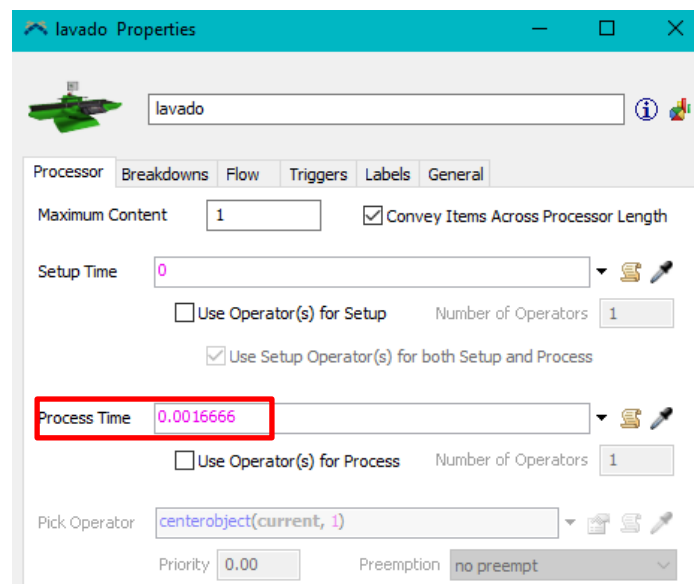 lavado Properties
lavado
Processor Breakdowns Flow Triggers Labels General
Maximum Content 1 Convey Items Across Processor Length
Setup Time 0
Use Operator(s) for Setup Number of Operators 1
Use Setup Operator(s) for both Setup and Process
Process Time 0.0016666
Use Operator(s) for Process Number of Operators 1
Pick Operator centerobject(current, 1)
Priority 0.00 Preemption no preempt